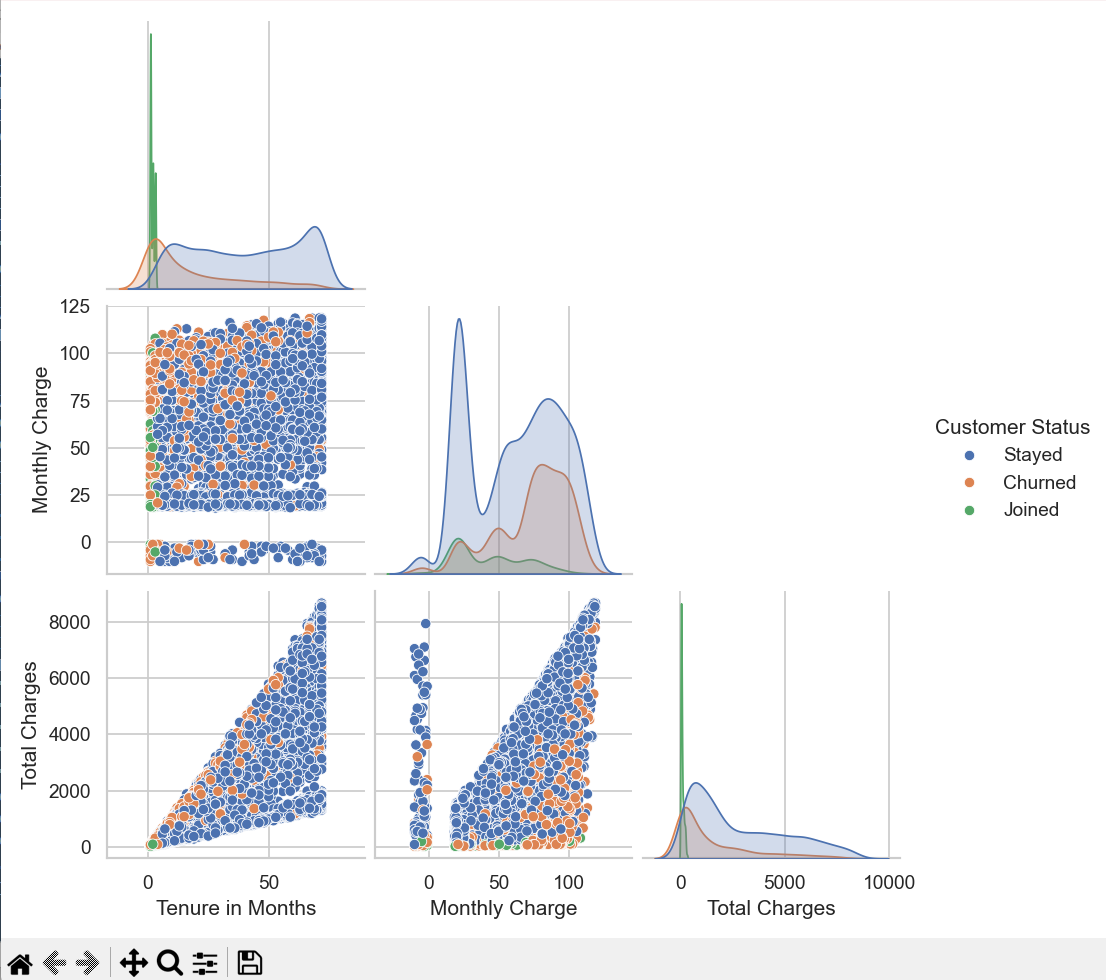 125
100
75
50
25
0
Monthly Charge
8000
6000
4000
2000
0
Total Charges
0 50
Tenure in Months
0 50 100
Monthly Charge
0 5000 10000
Total Charges
Customer Status
Stayed
Churned
Joined